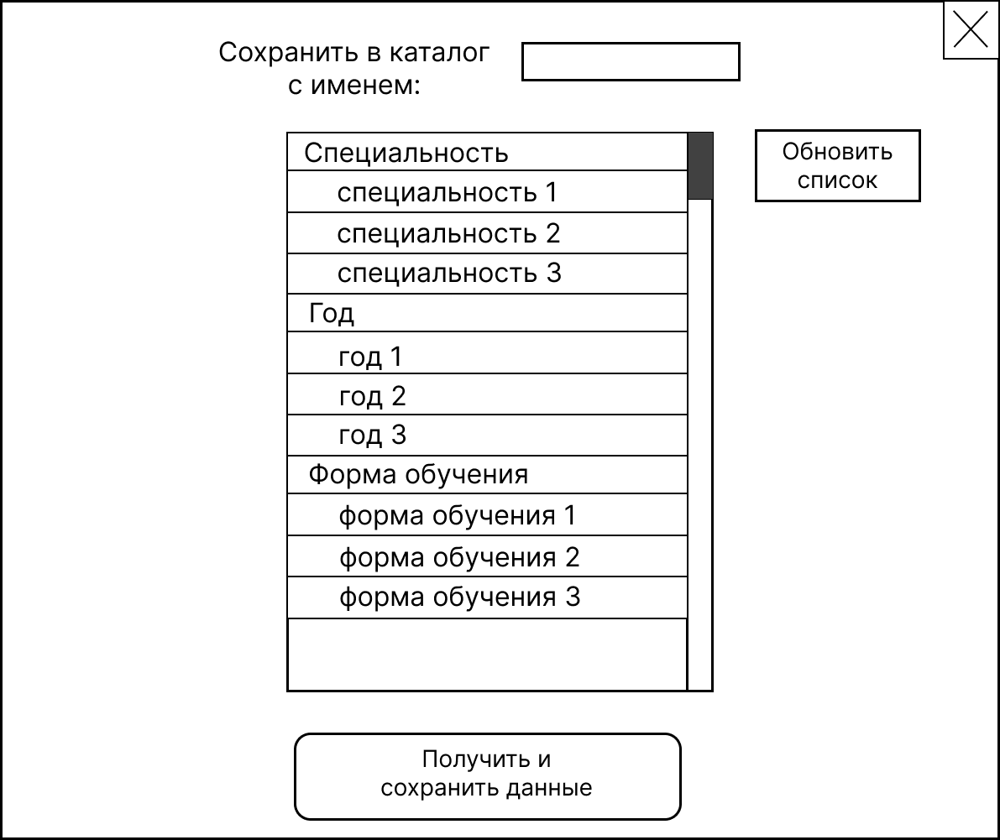 Сохранить в каталог
с именем:
Специальность
Обновить
список
специальность 1
специальность 2
специальность 3
Год
год 1
год 2
год 3
Форма обучения
форма обучения 1
форма обучения 2
форма обучения 3
Получить и
сохранить данные